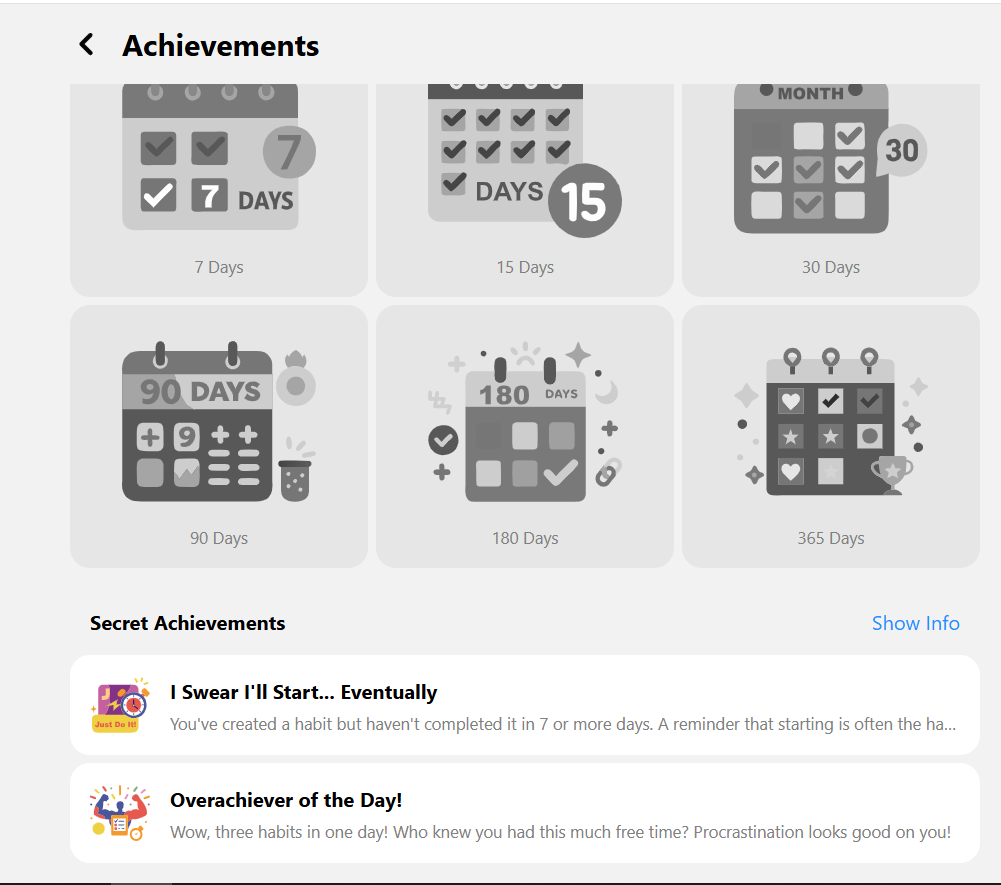 Achievements
7
7 DAYS
7 Days
DAYS 15
15 Days
MONTH
30
30 Days
90 DAYS
9
90 Days
180 DAYS
180 Days
365 Days
Secret Achievements
Show Info
I Swear I'll Start... Eventually
Just Do It!
You've created a habit but haven't completed it in 7 or more days. A reminder that starting is often the ha...
Overachiever of the Day!
Wow, three habits in one day! Who knew you had this much free time? Procrastination looks good on you!